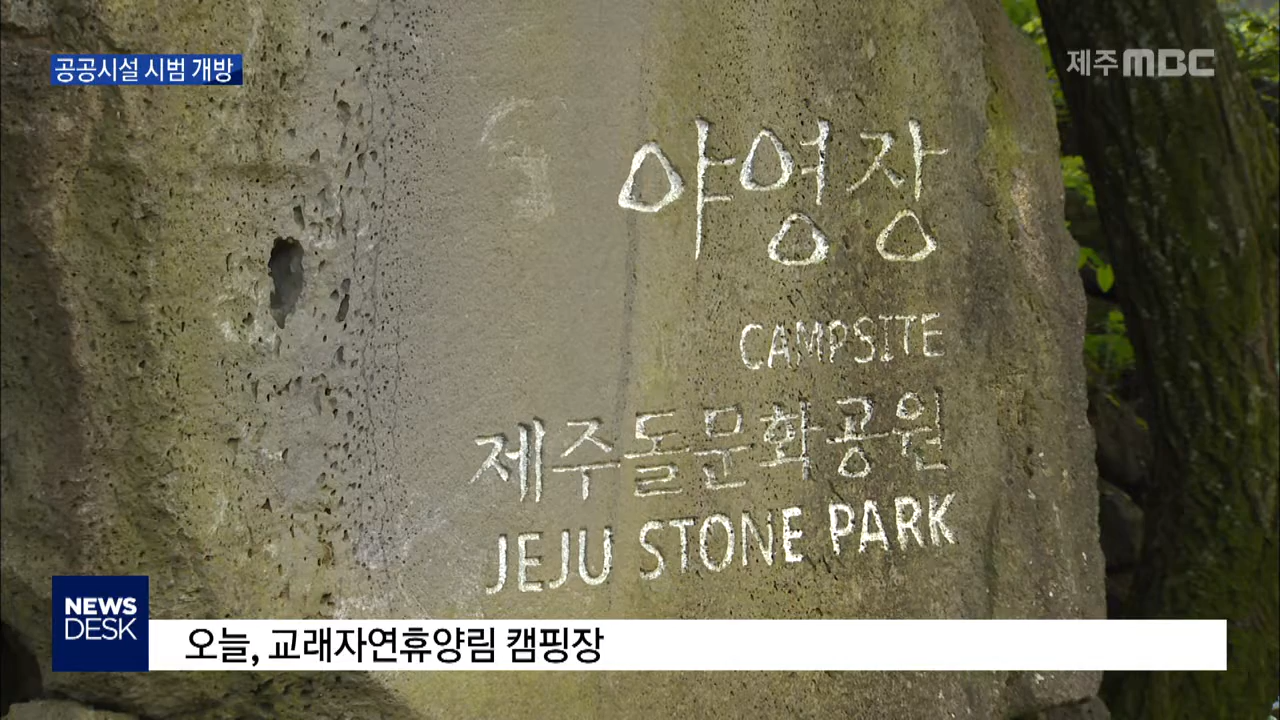 공공시설 시범 개방
제주MBC
야영장
CAMPSITE
제주돌문화공원
JEJU STONE PARK
NEWS
DESK
오늘, 교래자연휴양림 캠핑장